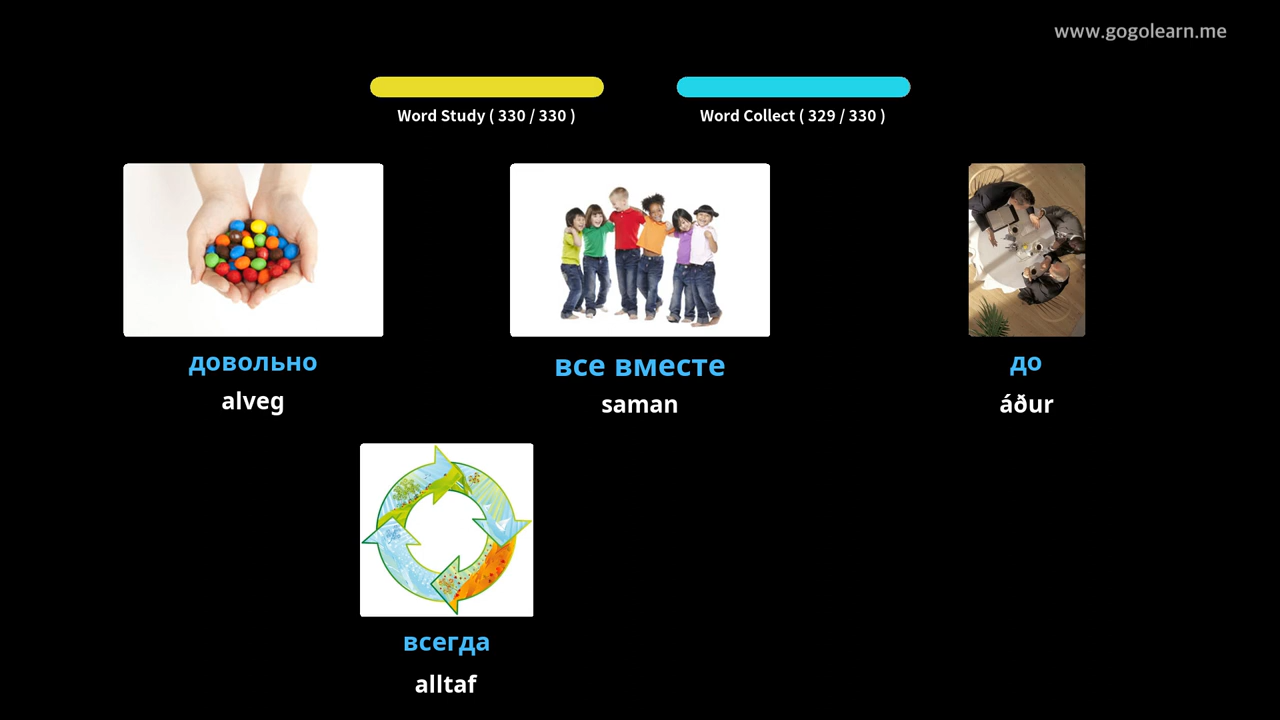 www.gogolearn.me
Word Study ( 330 / 330 )
Word Collect ( 329 / 330 )
довольно
alveg
все вместе
saman
до
áður
всегда
alltaf